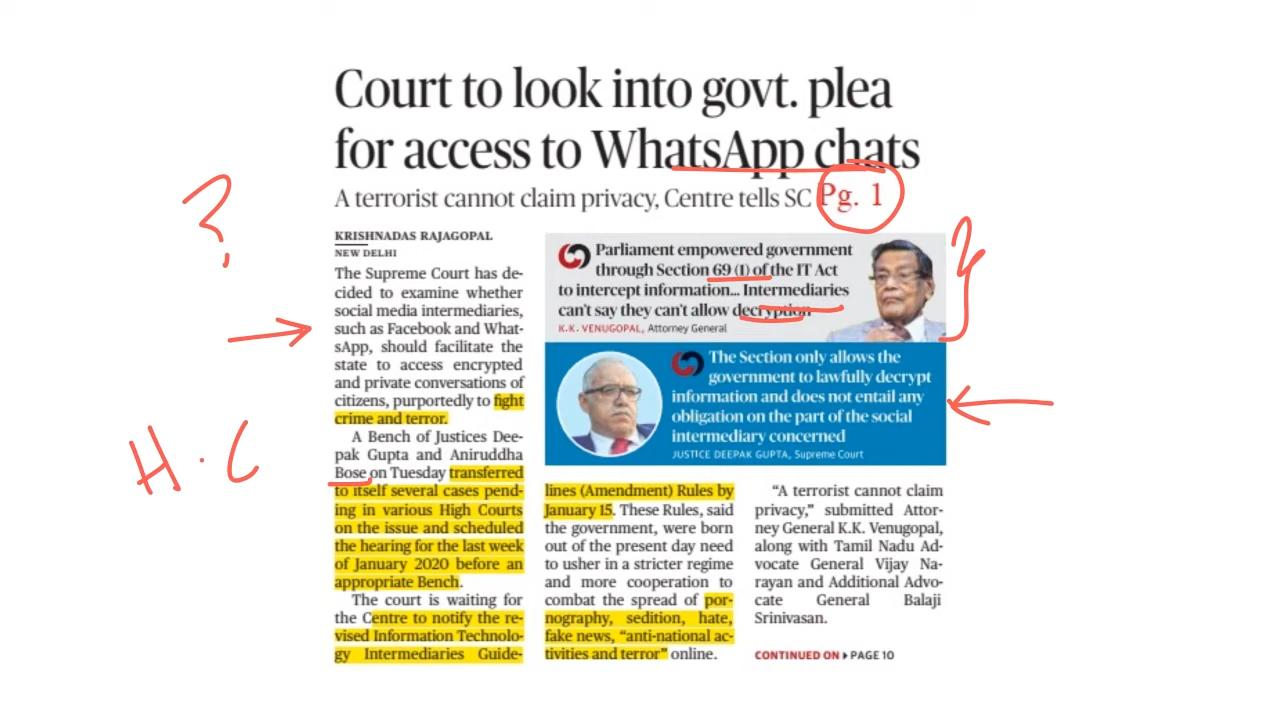 Court to look into govt. plea
for access to WhatsApp chats
A terrorist cannot claim privacy, Centre tells SC
Pg. 1
?
H.C
KRISHNADAS RAJAGOPAL
NEW DELHI
The Supreme Court has de-
cided to examine whether
social media intermediaries,
such as Facebook and What-
sApp, should facilitate the
state to access encrypted
and private conversations of
citizens, purportedly to fight
crime and terror.
A Bench of Justices Dee-
pak Gupta and Aniruddha
Bose on Tuesday transferred
to itself several cases pend-
ing in various High Courts
on the issue and scheduled
the hearing for the last week
of January 2020 before an
appropriate Bench.
The court is waiting for
the Centre to notify the re-
vised Information Technolo-
gy Intermediaries Guide-
Parliament empowered government
through Section 69 (1) of the IT Act
to intercept information... Intermediaries
can't say they can't allow decryption
K.K. VENUGOPAL, Attorney General
The Section only allows the
government to lawfully decrypt
information and does not entail any
obligation on the part of the social
intermediary concerned
JUSTICE DEEPAK GUPTA, Supreme Court
lines (Amendment) Rules by
January 15. These Rules, said
the government, were born
out of the present day need
to usher in a stricter regime
and more cooperation to
combat the spread of por-
nography, sedition, hate,
fake news, "anti-national ac-
tivities and terror" online.
"A terrorist cannot claim
privacy," submitted Attor-
ney General K.K. Venugopal,
along with Tamil Nadu Ad-
vocate General Vijay Na-
rayan and Additional Advo-
cate General Balaji
Srinivasan.
CONTINUED ON PAGE 10